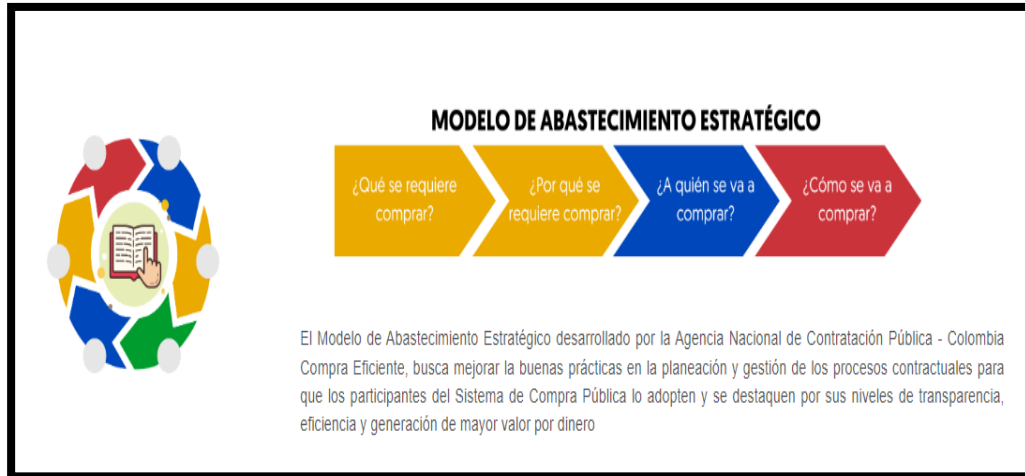 MODELO DE ABASTECIMIENTO ESTRATÉGICO
¿Qué se requiere
comprar?
¿Por qué se
requiere comprar?
¿A quién se va a
comprar?
¿Cómo se va a
comprar?
El Modelo de Abastecimiento Estratégico desarrollado por la Agencia Nacional de Contratación Pública - Colombia
Compra Eficiente, busca mejorar la buenas prácticas en la planeación y gestión de los procesos contractuales para
que los participantes del Sistema de Compra Pública lo adopten y se destaquen por sus niveles de transparencia,
eficiencia y generación de mayor valor por dinero